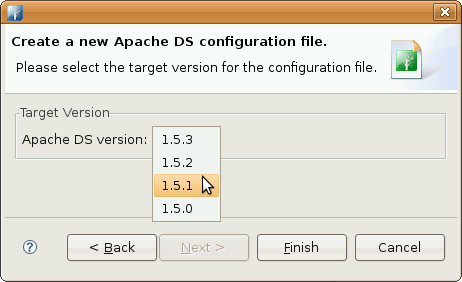 Create a new Apache DS configuration file.
Please select the target version for the configuration file.
Target Version
Apache DS version:
1.5.3
1.5.2
1.5.1
1.5.0
? < Back Next > Finish Cancel